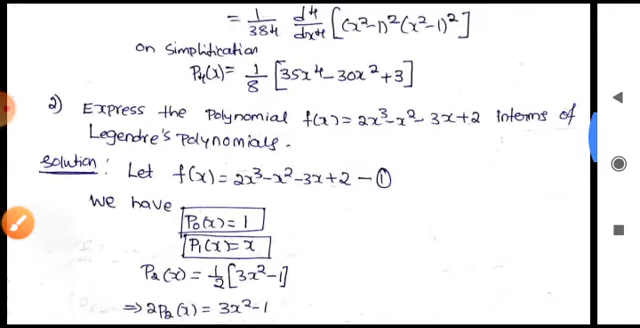 = 1/384 d⁴/dx⁴ [(x²-1)²(x²-1)²]
on simplification
P₄(x) = 1/8 [35x⁴ - 30x² + 3]
2) Express the polynomial f(x) = 2x³-x²-3x+2 interms of
Legendre's polynomials.
Solution: Let f(x) = 2x³-x²-3x+2 —①
We have
P₀(x) = 1
P₁(x) = x
P₂(x) = 1/2 [3x²-1]
⇒ 2P₂(x) = 3x²-1